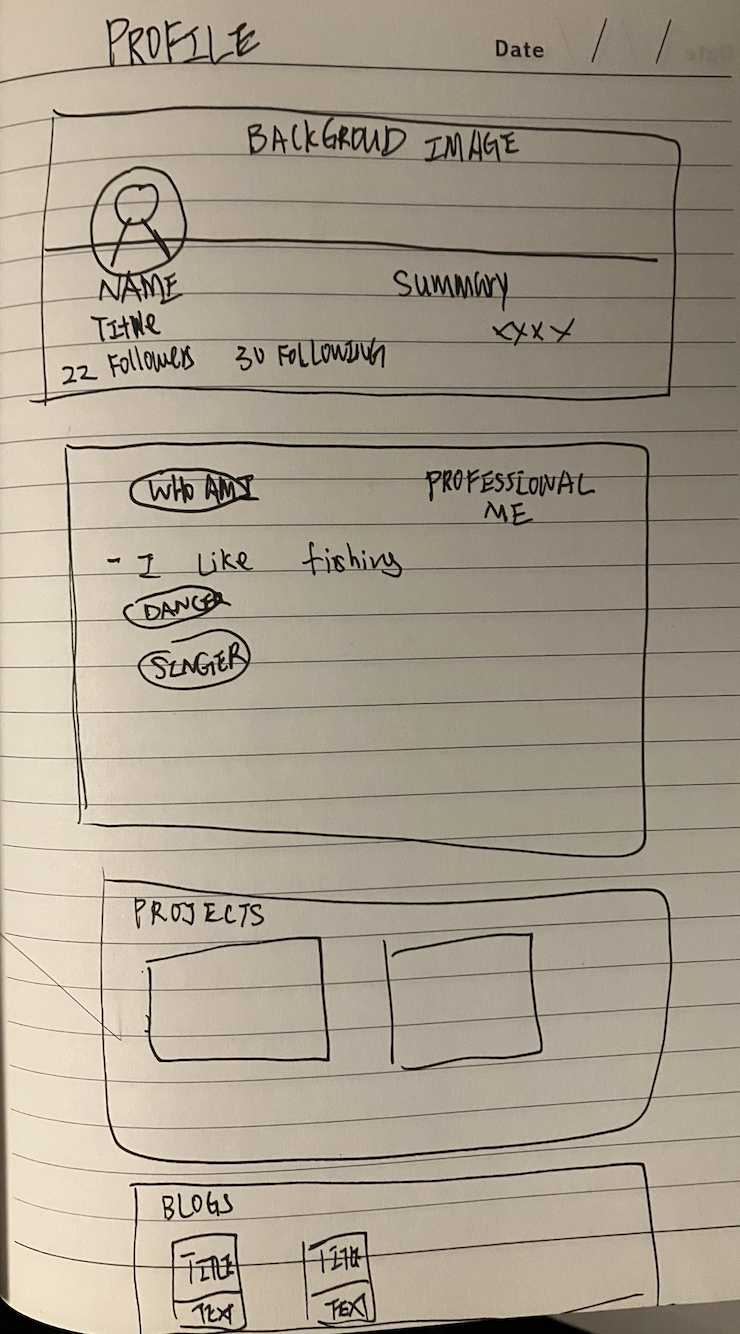 PROFILE
Date / /
BACKGROUD IMAGE
NAME
Summary
Title
xxxx
22 Followers 30 FOLLOWING
WHO AM I
PROFESSIONAL
ME
- I Like fishing
DANCER
SINGER
PROJECTS
BLOGS
TITLE TITLE
TEXT TEXT